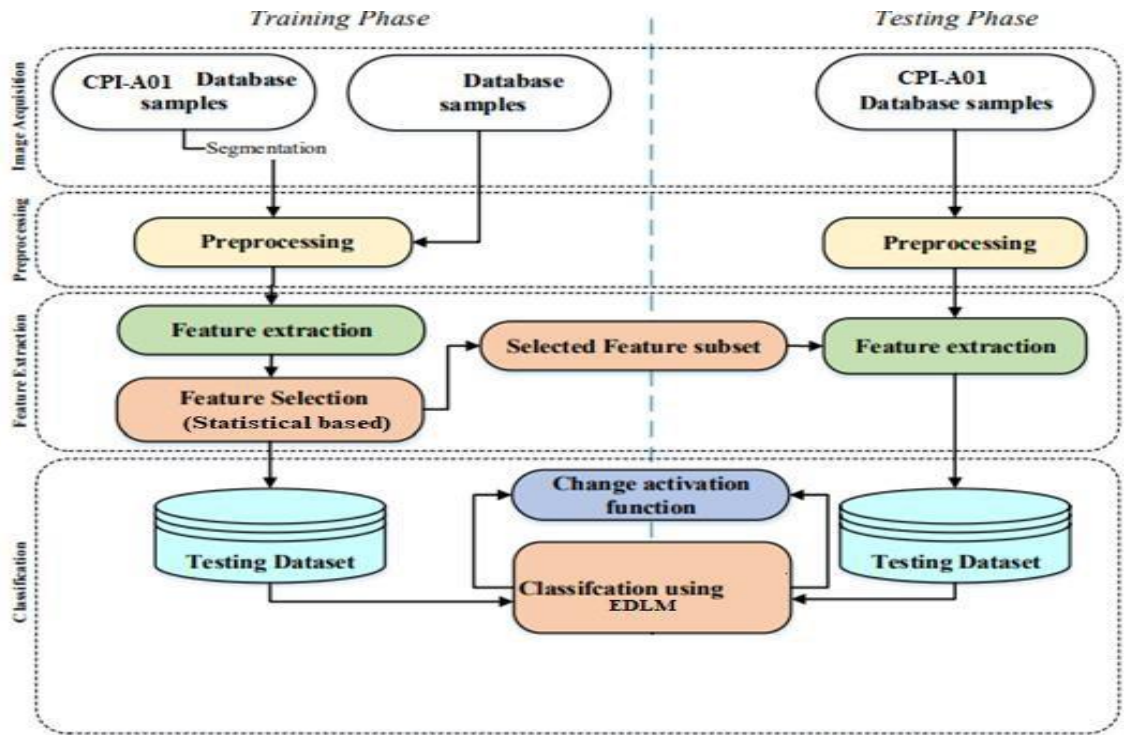 Training Phase
Testing Phase
Image Acquisition
CPI-A01 Database
samples
Database
samples
CPI-A01
Database samples
Segmentation
Preprocessing
Preprocessing
Preprocessing
Feature Extraction
Feature extraction
Selected Feature subset
Feature extraction
Feature Selection
(Statistical based)
Classification
Change activation
function
Testing Dataset
Testing Dataset
Classifcation using
EDLM